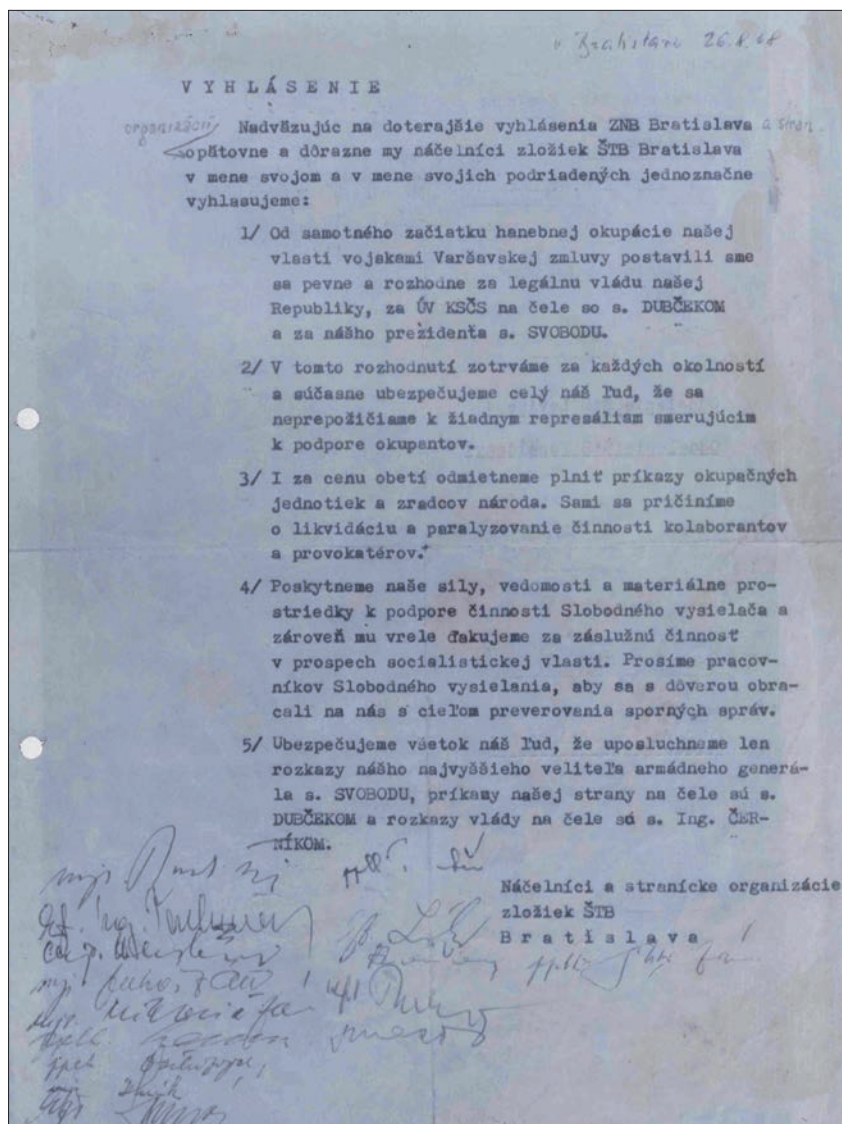 v Bratislave 26.8.68
V Y H L Á S E N I E
organizácií
Nadväzujúc na doterajšie vyhlásenia ZNB Bratislava a stran.
opätovne a dôrazne my náčelníci zložiek ŠTB Bratislava
v mene svojom a v mene svojich podriadených jednoznačne
vyhlasujeme:
1/ Od samotného začiatku hanebnej okupácie našej
vlasti vojskami Varšavskej zmluvy postavili sme
sa pevne a rozhodne za legálnu vládu našej
Republiky, za ÚV KSČS na čele so s. DUBČEKOM
a za nášho prezidenta s. SVOBODU.
2/ V tomto rozhodnutí zotrváme za každých okolností
a súčasne ubezpečujeme celý náš ľud, že sa
neprepožičiame k žiadnym represáliam smerujúcim
k podpore okupantov.
3/ I za cenu obetí odmietneme plniť príkazy okupačných
jednotiek a zradcov národa. Sami sa pričiníme
o likvidáciu a paralyzovanie činnosti kolaborantov
a provokatérov.
4/ Poskytneme naše sily, vedomosti a materiálne pro-
striedky k podpore činnosti Slobodného vysielača a
zároveň mu vrele ďakujeme za záslužnú činnosť
v prospech socialistickej vlasti. Prosíme pracov-
níkov Slobodného vysielania, aby sa s dôverou obra-
cali na nás s cieľom preverovania sporných správ.
5/ Ubezpečujeme všetok náš ľud, že uposluchneme len
rozkazy nášho najvyššieho veliteľa armádneho generá-
la s. SVOBODU, príkazy našej strany na čele sú s.
DUBČEKOM a rozkazy vlády na čele sú s. Ing. ČER-
NÍKOM.
Náčelníci a stranícke organizácie
zložiek ŠTB
B r a t i s l a v a